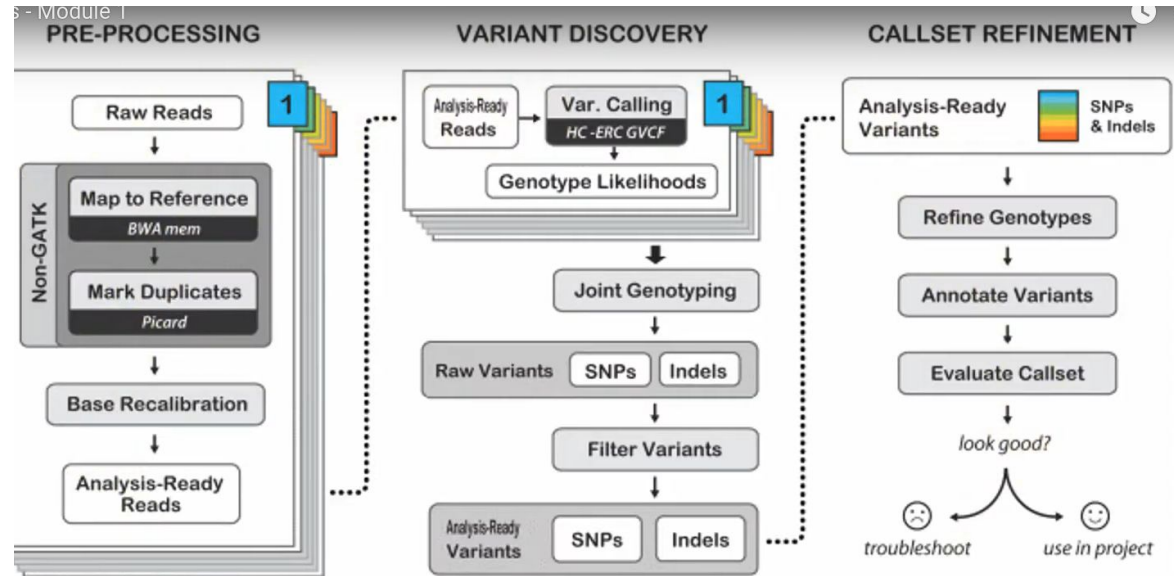 s - Module 1
PRE-PROCESSING
1
Raw Reads
Non-GATK
Map to Reference
BWA mem
Mark Duplicates
Picard
Base Recalibration
Analysis-Ready
Reads
VARIANT DISCOVERY
Analysis-Ready
Reads
Var. Calling
HC -ERC GVCF
1
Genotype Likelihoods
Joint Genotyping
Raw Variants
SNPs
Indels
Filter Variants
Analysis-Ready
Variants
SNPs
Indels
CALLSET REFINEMENT
Analysis-Ready
Variants
SNPs
& Indels
Refine Genotypes
Annotate Variants
Evaluate Callset
look good?
troubleshoot
use in project